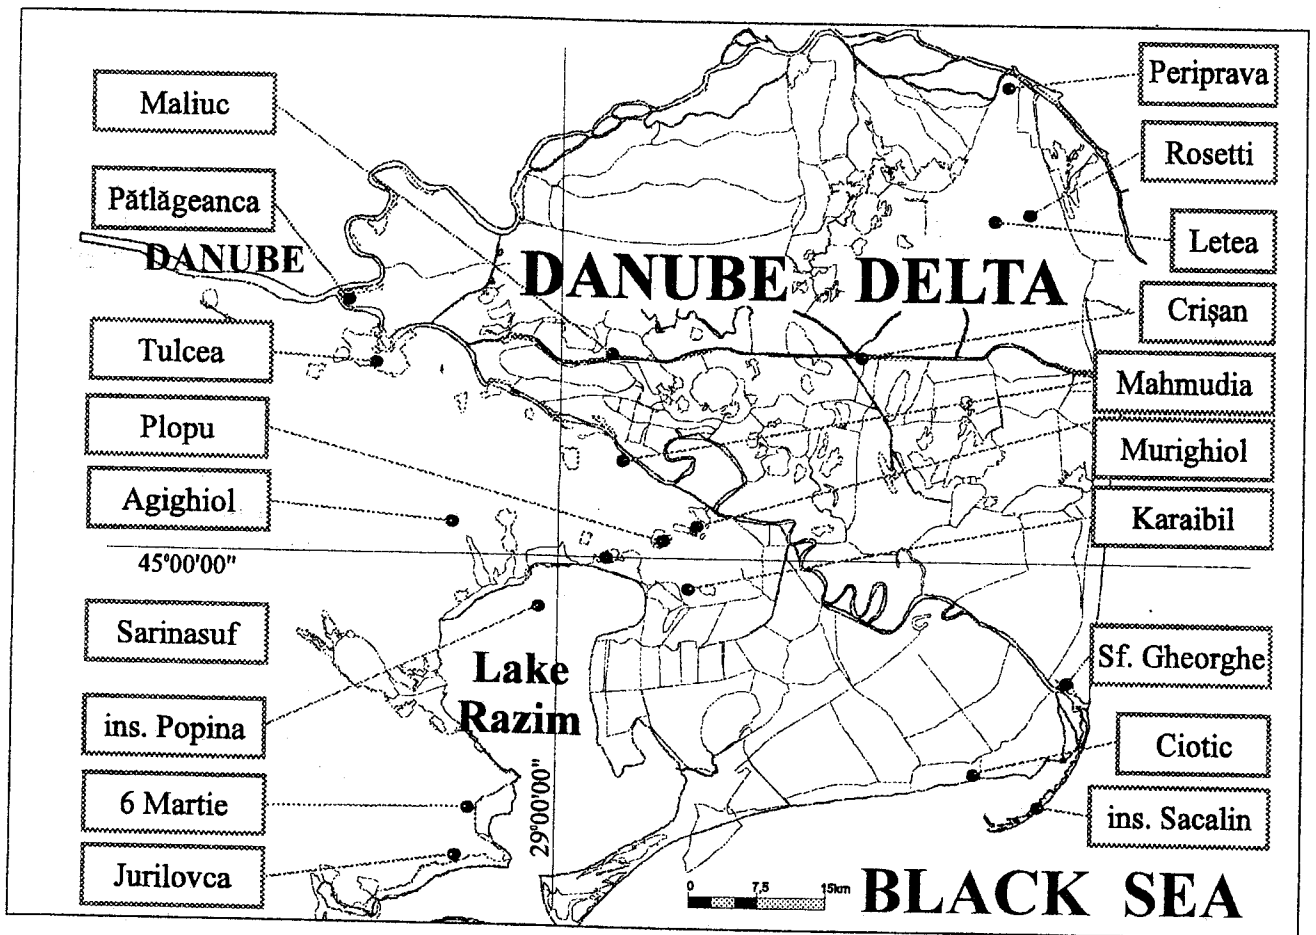 Maliuc
Periprava
Rosetti
Pătlăgeanca
Letea
DANUBE
DANUBE DELTA
Crișan
Tulcea
Mahmudia
Plopu
Murighiol
Agighiol
Karaibil
45°00'00"
Sarinasuf
Sf. Gheorghe
Lake
Razim
ins. Popina
Ciotic
29°00'00"
6 Martie
ins. Sacalin
Jurilovca
0 7,5 15km
BLACK SEA